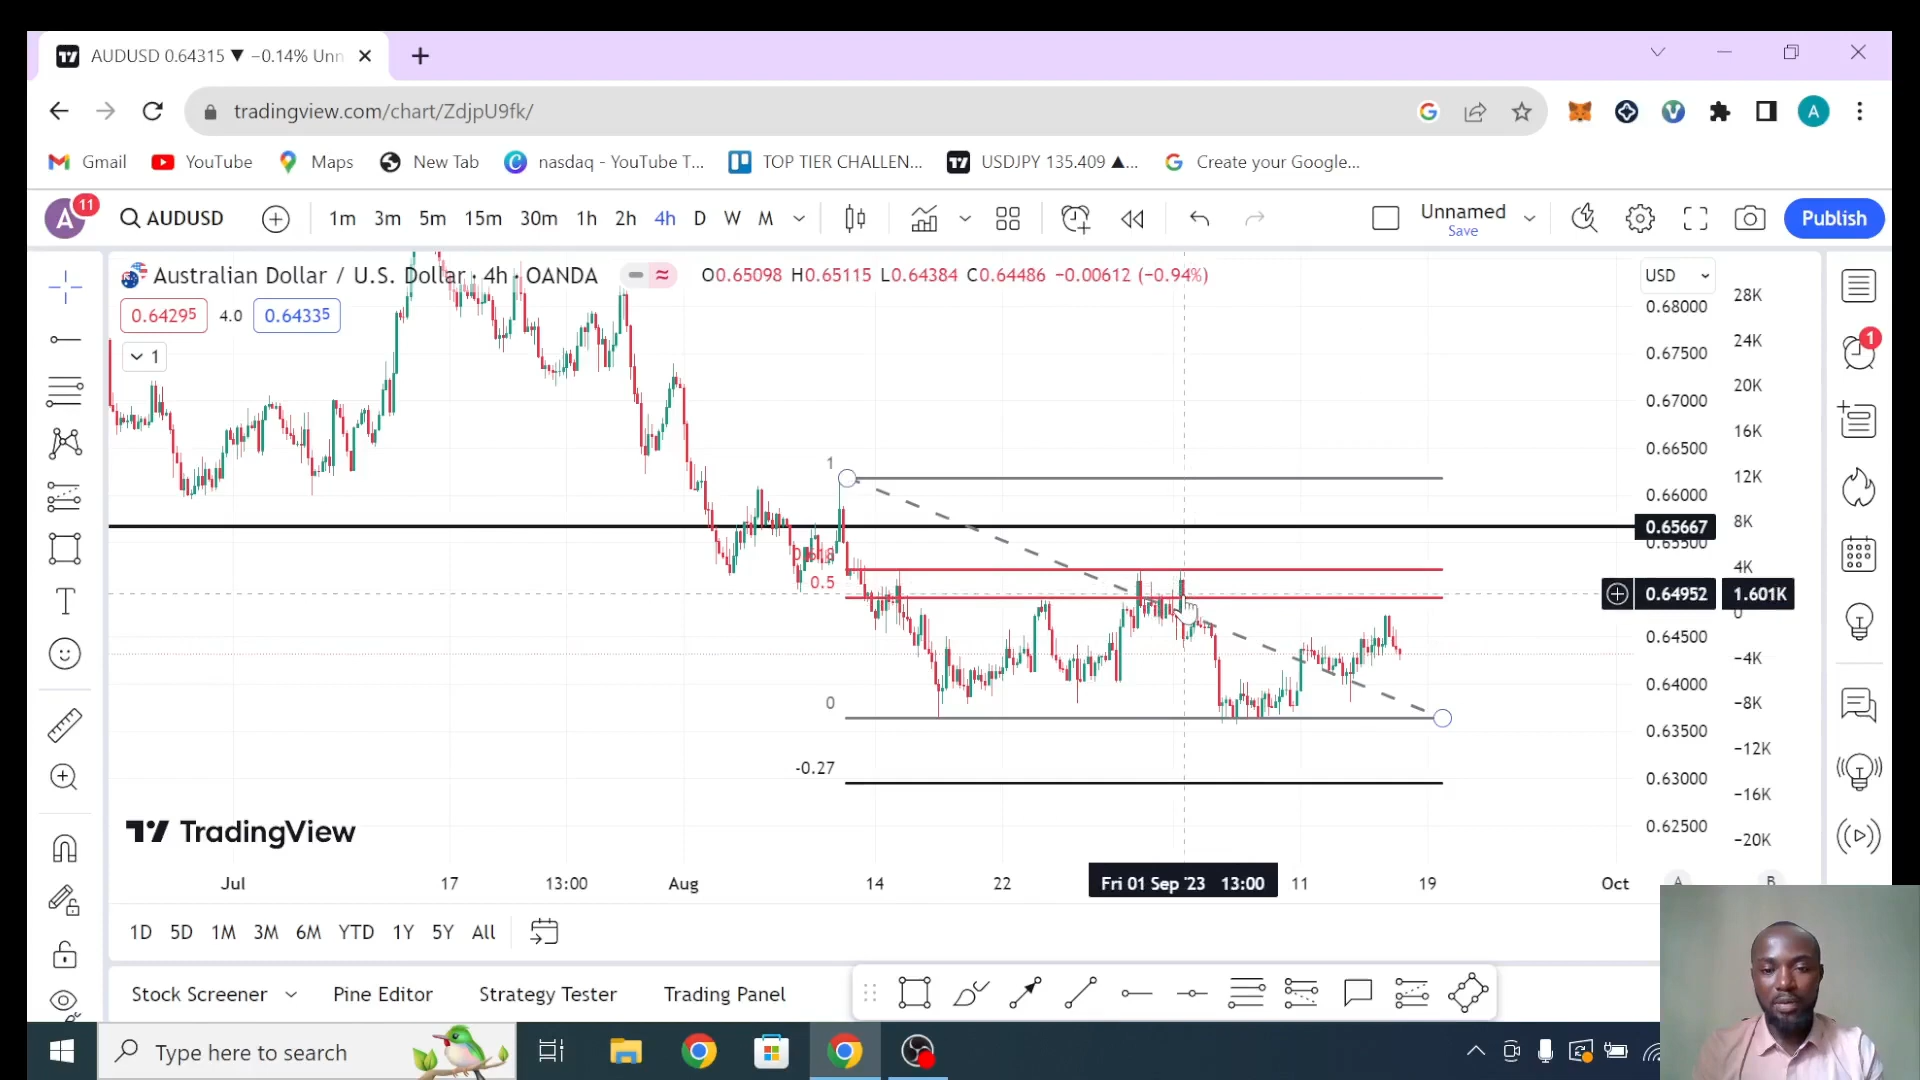 AUDUSD 0.64315 ▼ −0.14% Unn
tradingview.com/chart/ZdjpU9fk/
Gmail YouTube Maps New Tab nasdaq - YouTube T... TOP TIER CHALLEN... USDJPY 135.409 ▲... Create your Google...
A 11 AUDUSD 1m 3m 5m 15m 30m 1h 2h 4h D W M Unnamed Publish
Save
Australian Dollar / U.S. Dollar · 4h · OANDA O0.65098 H0.65115 L0.64384 C0.64486 −0.00612 (−0.94%) USD
0.64295 4.0 0.64335
1
0.68000 28K
0.67500 24K
0.67000 20K
0.66500 16K
0.66000 12K
0.65667 8K
0.65500
4K
0.64952 1.601K
0
0.64500 −4K
0.64000 −8K
0.63500 −12K
0.63000 −16K
0.62500 −20K
1
0.618
0.5
0
-0.27
TradingView
Jul 17 13:00 Aug 14 22 Fri 01 Sep '23 13:00 11 19 Oct A B
1D 5D 1M 3M 6M YTD 1Y 5Y All
Stock Screener Pine Editor Strategy Tester Trading Panel
Type here to search